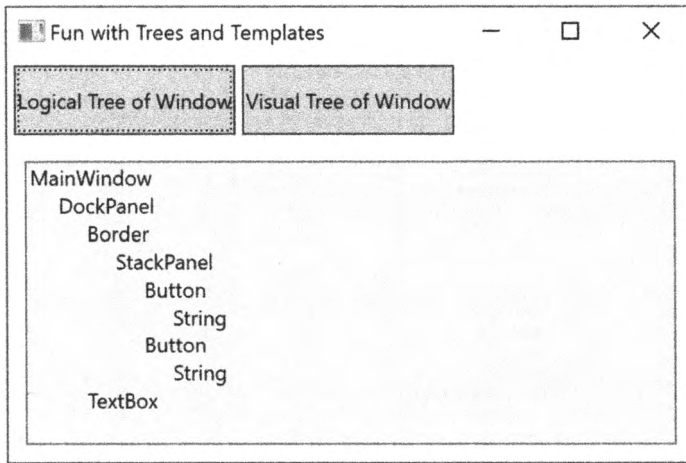 Fun with Trees and Templates
Logical Tree of Window Visual Tree of Window
MainWindow
DockPanel
Border
StackPanel
Button
String
Button
String
TextBox